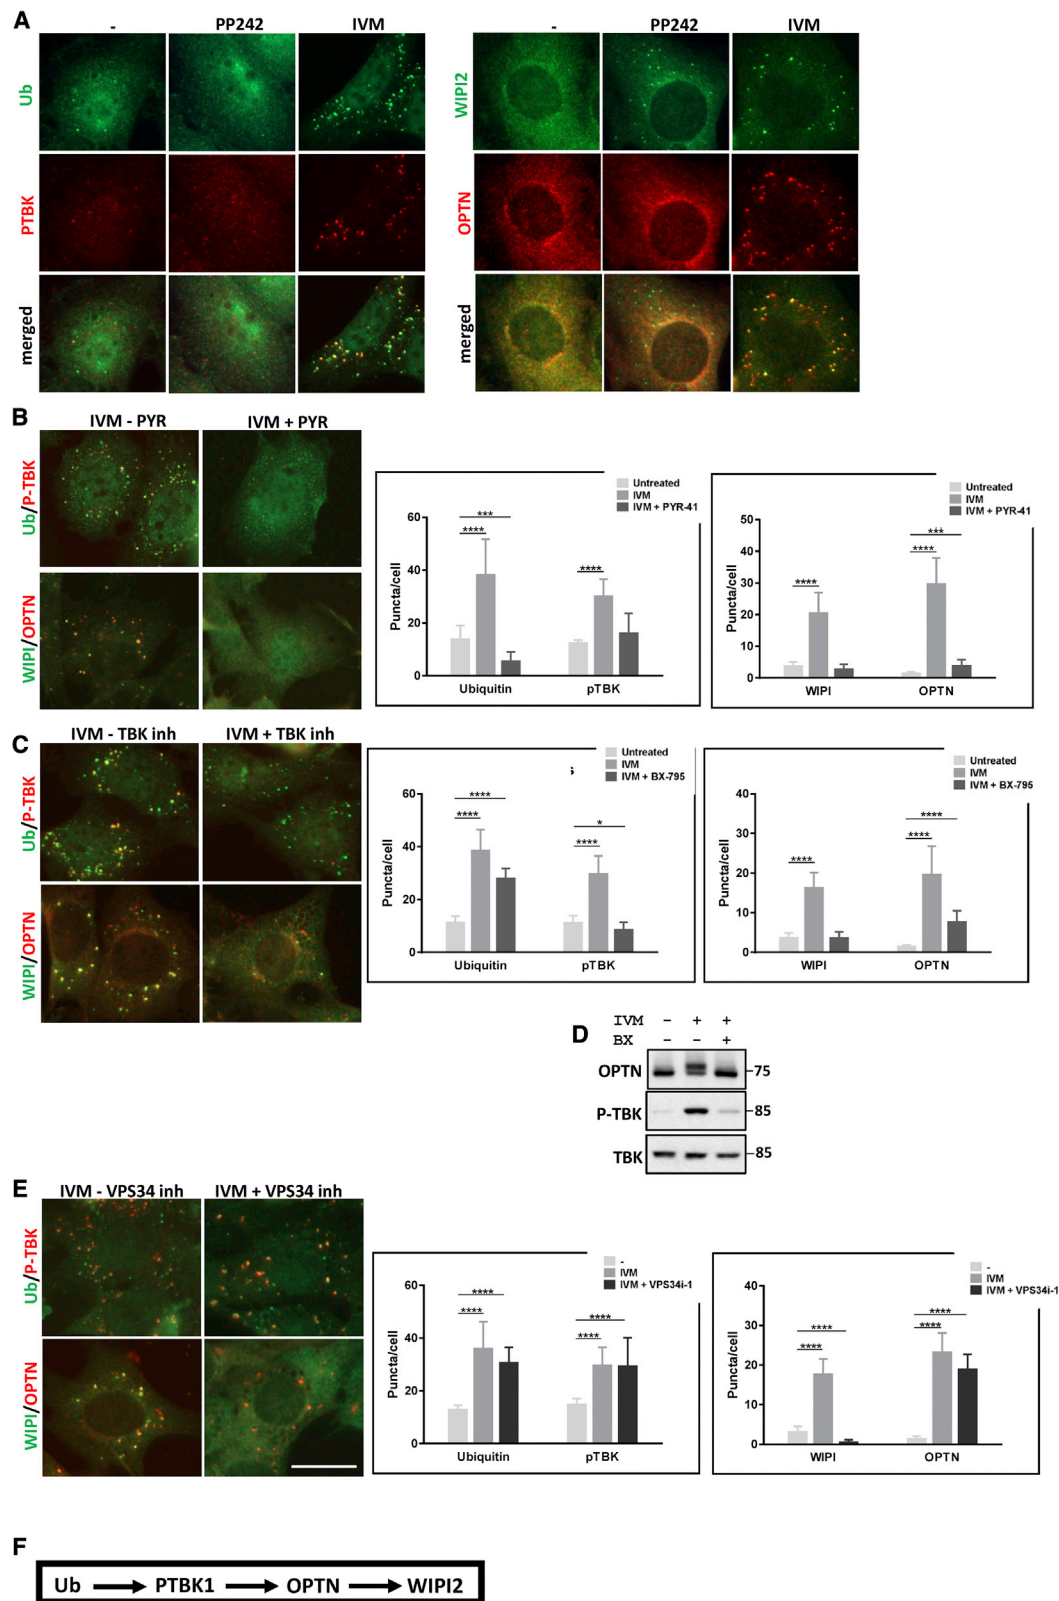 A
- PP242 IVM
- PP242 IVM
Ub
PTBK
merged
WIPI2
OPTN
merged
B
IVM - PYR IVM + PYR
Ub/P-TBK
WIPI/OPTN
Untreated
IVM
IVM + PYR-41
Puncta/cell
60
40
20
0
***
****
****
Ubiquitin pTBK
Untreated
IVM
IVM + PYR-41
Puncta/cell
50
40
30
20
10
0
****
***
****
WIPI OPTN
C
IVM - TBK inh IVM + TBK inh
Ub/P-TBK
WIPI/OPTN
s
Untreated
IVM
IVM + BX-795
Puncta/cell
60
40
20
0
****
****
*
****
Ubiquitin pTBK
Untreated
IVM
IVM + BX-795
Puncta/cell
40
30
20
10
0
****
****
****
WIPI OPTN
D
IVM - + +
BX - - +
OPTN -75
P-TBK -85
TBK -85
E
IVM - VPS34 inh IVM + VPS34 inh
Ub/P-TBK
WIPI/OPTN
-
IVM
IVM + VPS34i-1
Puncta/cell
60
40
20
0
****
****
****
****
Ubiquitin pTBK
-
IVM
IVM + VPS34i-1
Puncta/cell
40
30
20
10
0
****
****
****
****
WIPI OPTN
F
Ub → PTBK1 → OPTN → WIPI2